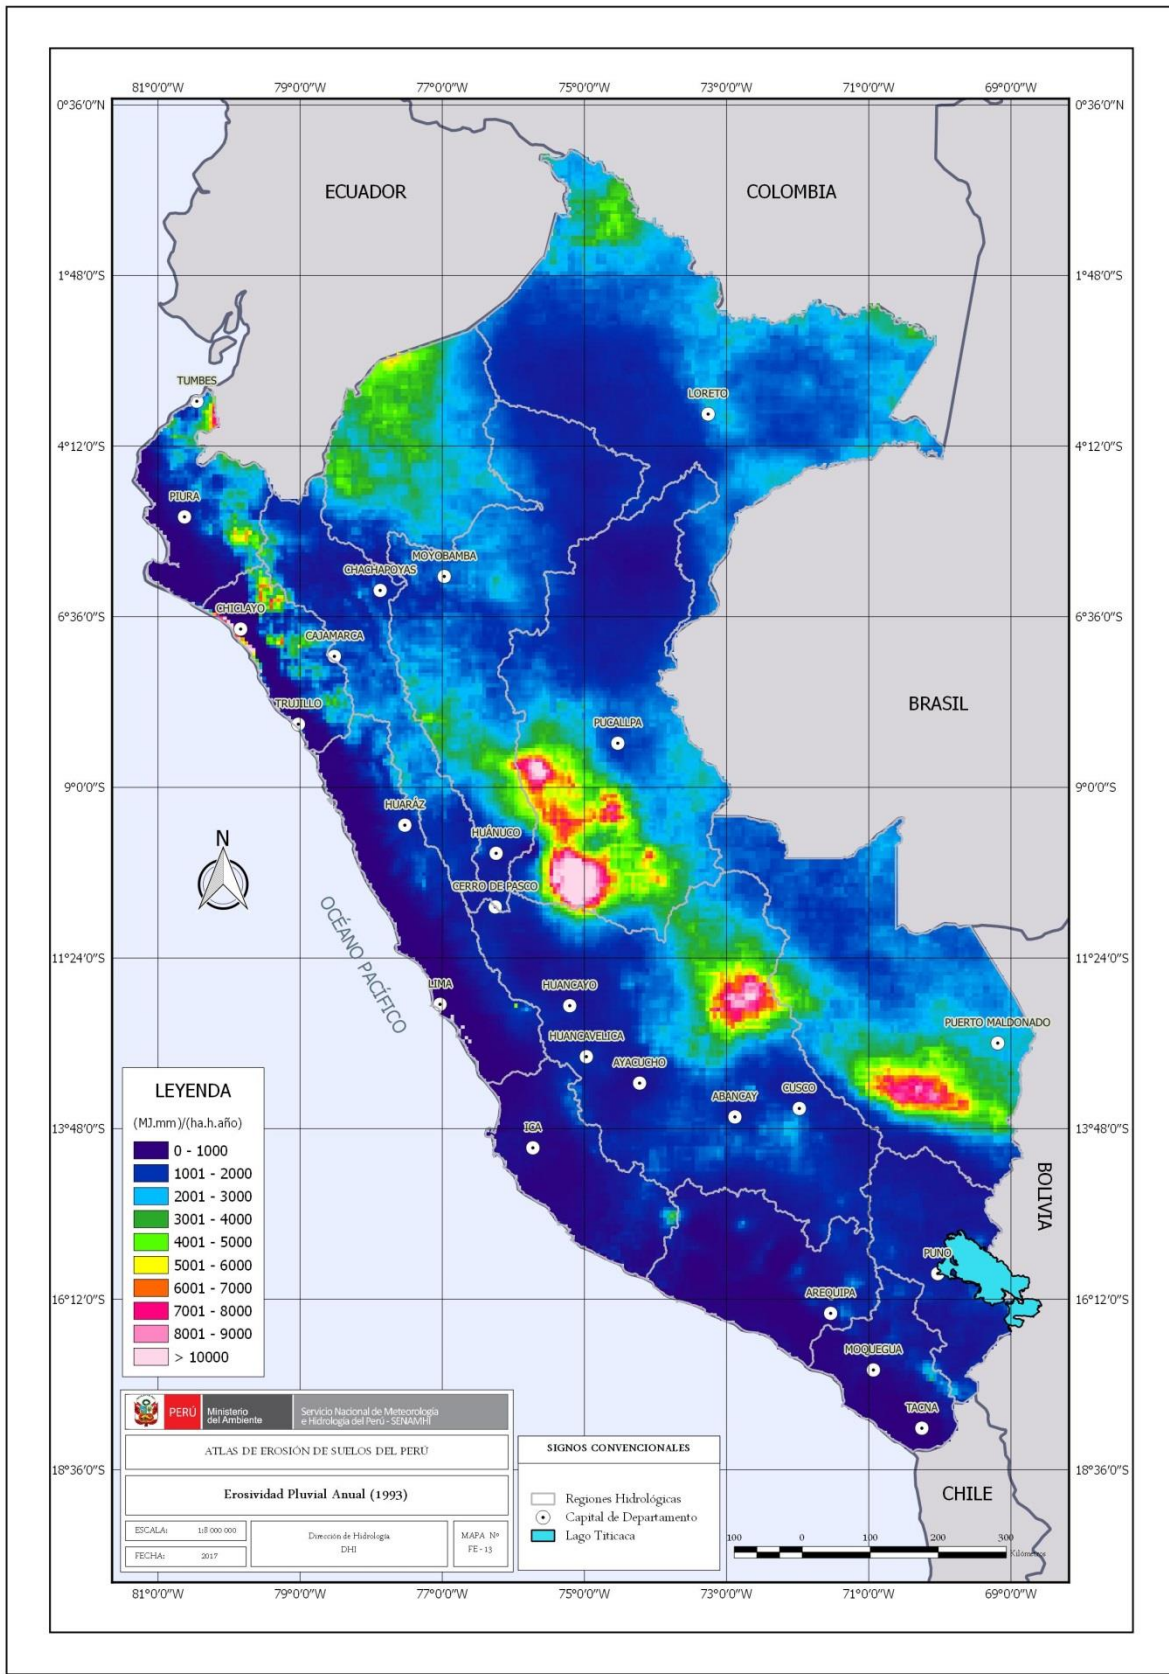 81°0'0"W 79°0'0"W 77°0'0"W 75°0'0"W 73°0'0"W 71°0'0"W 69°0'0"W
0°36'0"N 0°36'0"N
ECUADOR
COLOMBIA
1°48'0"S 1°48'0"S
TUMBES
LORETO
4°12'0"S 4°12'0"S
PIURA
MOYOBAMBA
CHACHAPOYAS
6°36'0"S 6°36'0"S
CHICLAYO
CAJAMARCA
TRUJILLO
BRASIL
PUCALLPA
9°0'0"S 9°0'0"S
HUARÁZ
HUÁNUCO
N
CERRO DE PASCO
OCÉANO PACÍFICO
11°24'0"S 11°24'0"S
LIMA
HUANCAYO
PUERTO MALDONADO
HUANCAVELICA
AYACUCHO
ABANCAY
CUSCO
13°48'0"S 13°48'0"S
ICA
BOLIVIA
PUNO
16°12'0"S 16°12'0"S
AREQUIPA
MOQUEGUA
TACNA
18°36'0"S 18°36'0"S
CHILE
LEYENDA
(MJ.mm)/(ha.h.año)
0 - 1000
1001 - 2000
2001 - 3000
3001 - 4000
4001 - 5000
5001 - 6000
6001 - 7000
7001 - 8000
8001 - 9000
> 10000
PERÚ
Ministerio
del Ambiente
Servicio Nacional de Meteorología
e Hidrología del Perú - SENAMHI
ATLAS DE EROSIÓN DE SUELOS DEL PERÚ
Erosividad Pluvial Anual (1993)
ESCALA: 1:8 000 000
FECHA: 2017
Dirección de Hidrología
DHI
MAPA Nº
FE - 13
SIGNOS CONVENCIONALES
Regiones Hidrológicas
Capital de Departamento
Lago Titicaca
100 0 100 200 300
Kilómetros
81°0'0"W 79°0'0"W 77°0'0"W 75°0'0"W 73°0'0"W 71°0'0"W 69°0'0"W